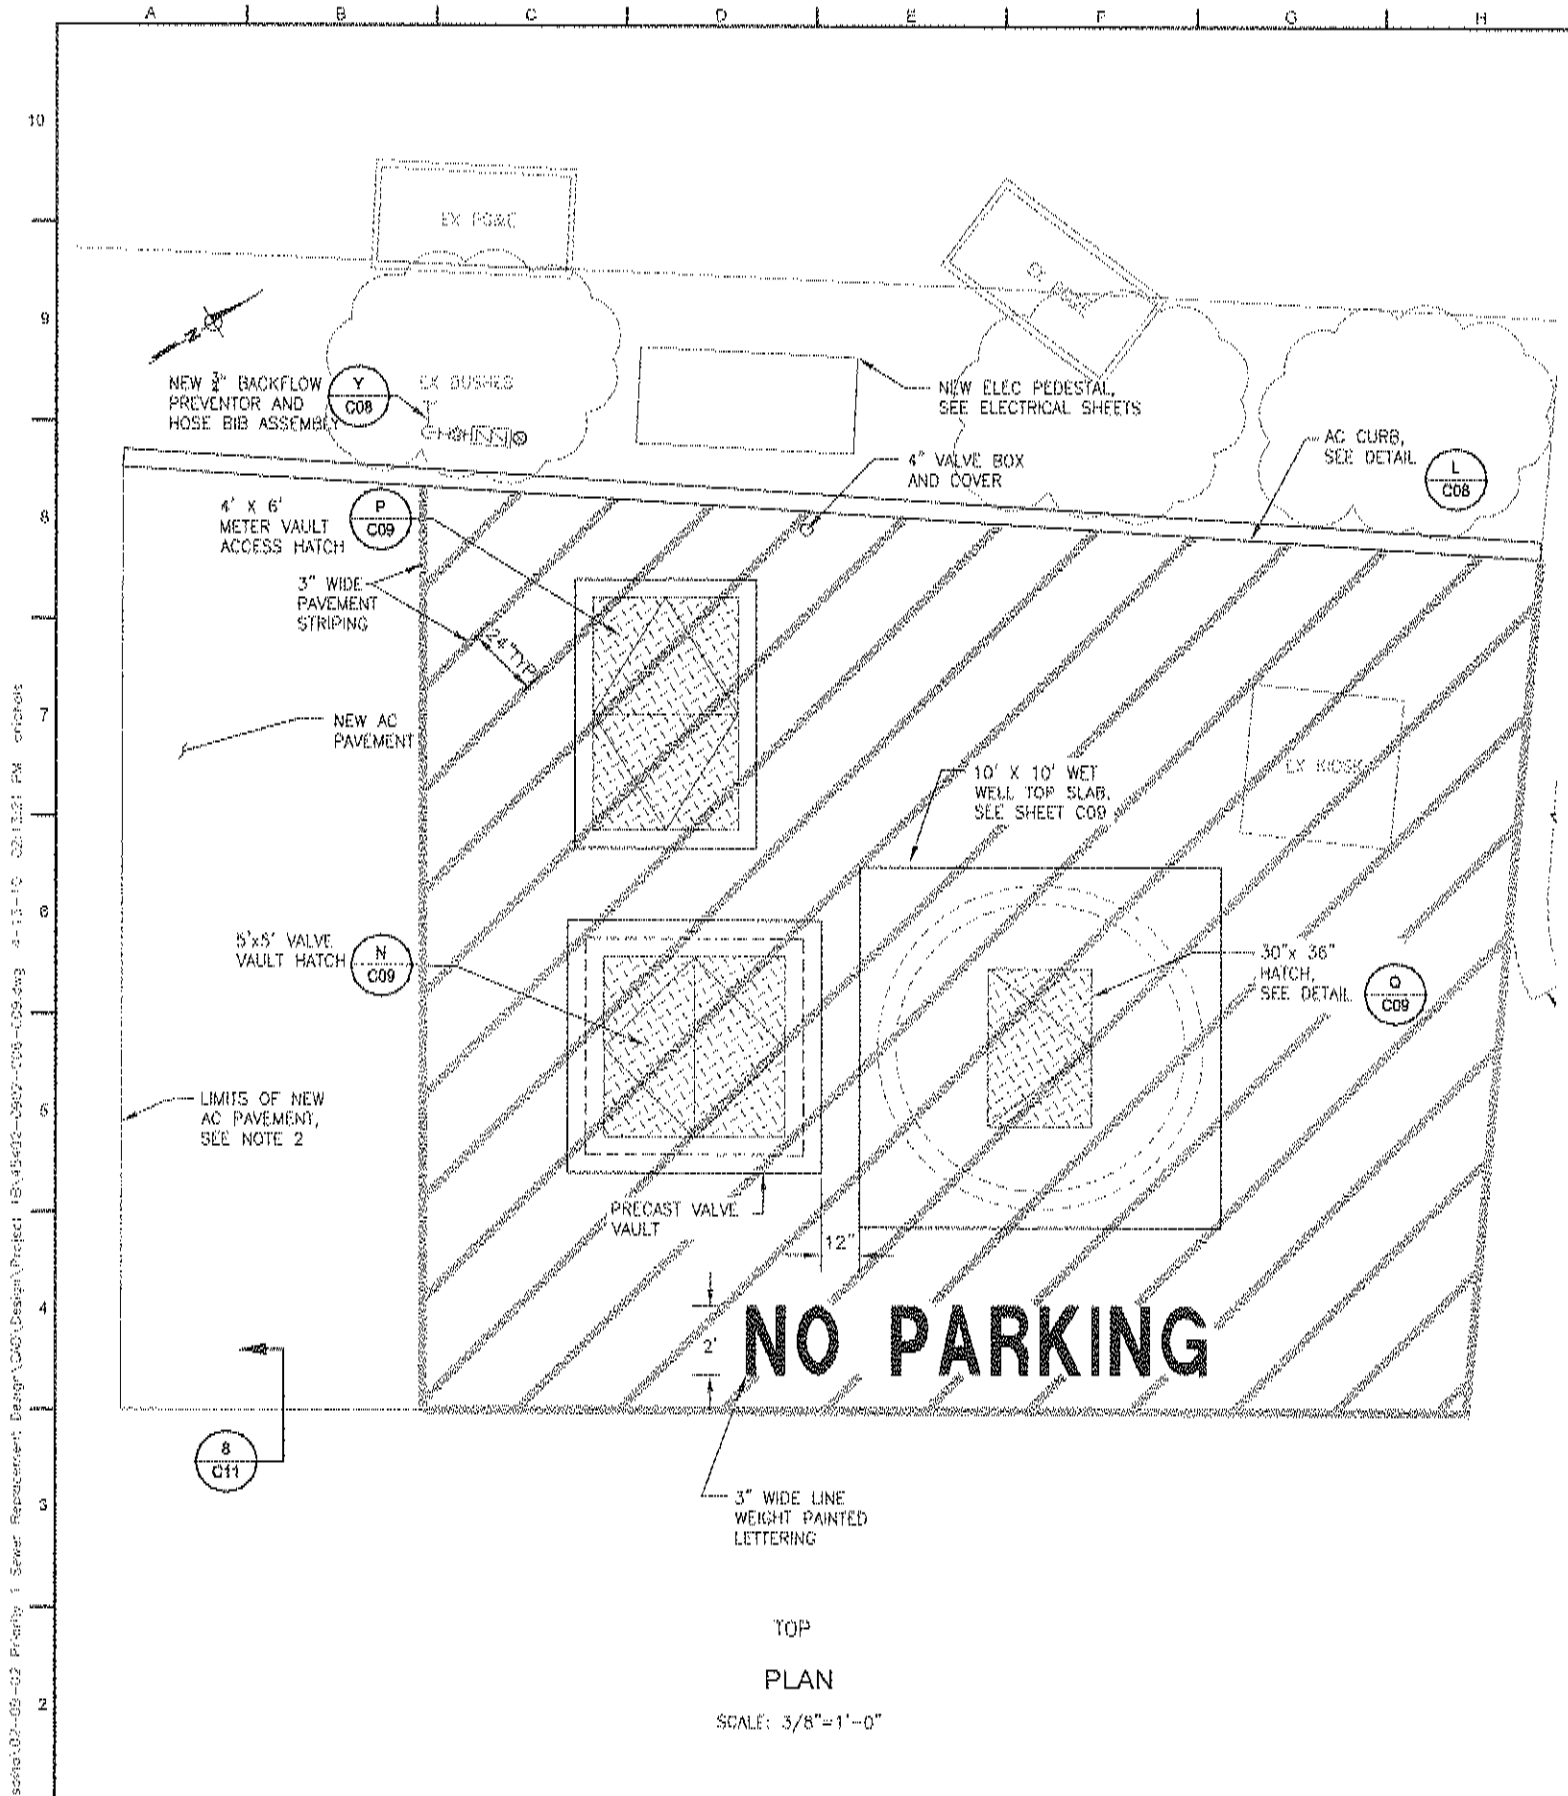 A B C D E F G H
10
9
8
7
6
5
4
3
2
EX PG&E
NEW 3/4" BACKFLOW
PREVENTOR AND
HOSE BIB ASSEMBLY
Y
C08
EX BUSHES
NEW ELEC PEDESTAL,
SEE ELECTRICAL SHEETS
4" VALVE BOX
AND COVER
AC CURB,
SEE DETAIL
L
C08
4' X 6'
METER VAULT
ACCESS HATCH
P
C09
3" WIDE
PAVEMENT
STRIPING
24" TYP
NEW AC
PAVEMENT
10' X 10' WET
WELL TOP SLAB,
SEE SHEET C09
EX KIOSK
5'x5' VALVE
VAULT HATCH
N
C09
30"x 36"
HATCH,
SEE DETAIL
Q
C09
LIMITS OF NEW
AC PAVEMENT,
SEE NOTE 2
PRECAST VALVE
VAULT
12"
2'
NO PARKING
8
C11
3" WIDE LINE
WEIGHT PAINTED
LETTERING
TOP
PLAN
SCALE: 3/8"=1'-0"